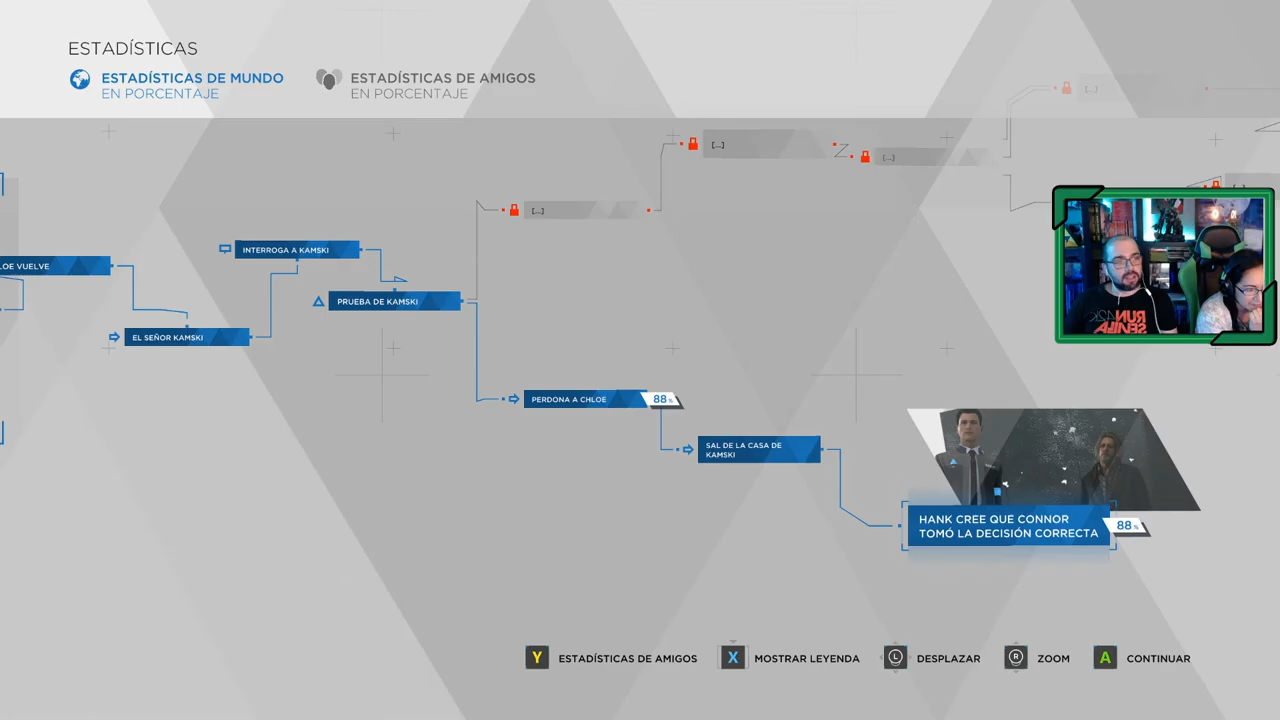 ESTADÍSTICAS
ESTADÍSTICAS DE MUNDO
EN PORCENTAJE
ESTADÍSTICAS DE AMIGOS
EN PORCENTAJE
[...]
[...]
[...]
[...]
INTERROGA A KAMSKI
LOE VUELVE
PRUEBA DE KAMSKI
EL SEÑOR KAMSKI
PERDONA A CHLOE
88%
SAL DE LA CASA DE
KAMSKI
HANK CREE QUE CONNOR
TOMÓ LA DECISIÓN CORRECTA
88%
RUN
SEVILLA
Y
ESTADÍSTICAS DE AMIGOS
X
MOSTRAR LEYENDA
L
DESPLAZAR
R
ZOOM
A
CONTINUAR